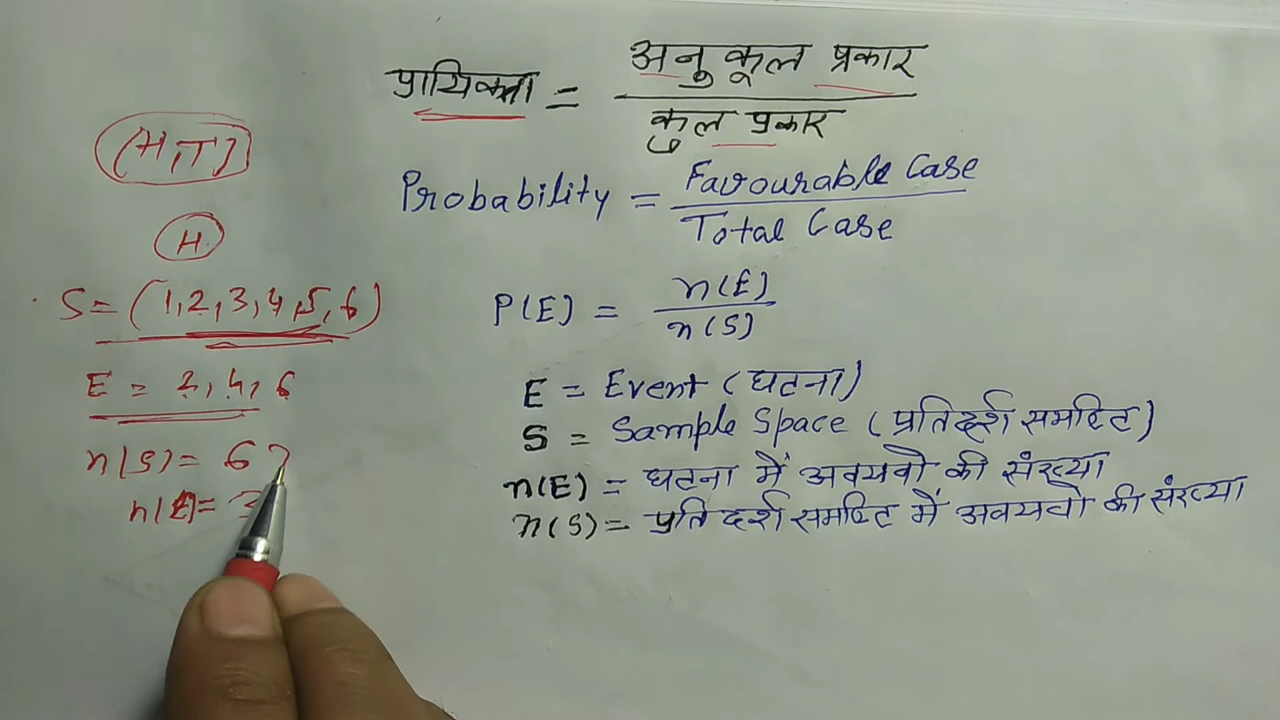 प्रायिकता = अनुकूल प्रकार
कुल प्रकार
Probability = Favourable Case
Total Case
P(E) = n(E)
n(S)
E = Event (घटना)
S = Sample Space (प्रतिदर्श समष्टि)
n(E) = घटना में अवयवो की संख्या
n(S) = प्रतिदर्श समष्टि में अवयवो की संख्या
(H,T)
H
S = (1,2,3,4,5,6)
E = 2,4,6
n(S) = 6
n(E) = 3